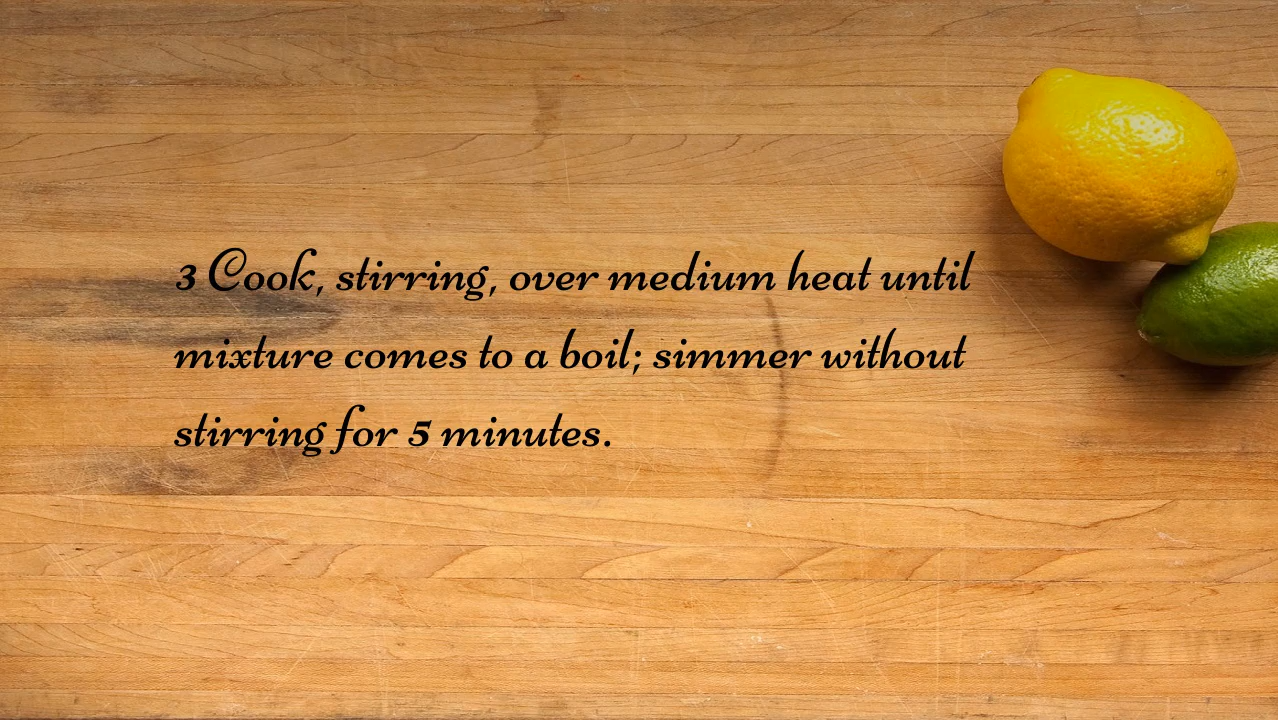 3 Cook, stirring, over medium heat until
mixture comes to a boil; simmer without
stirring for 5 minutes.